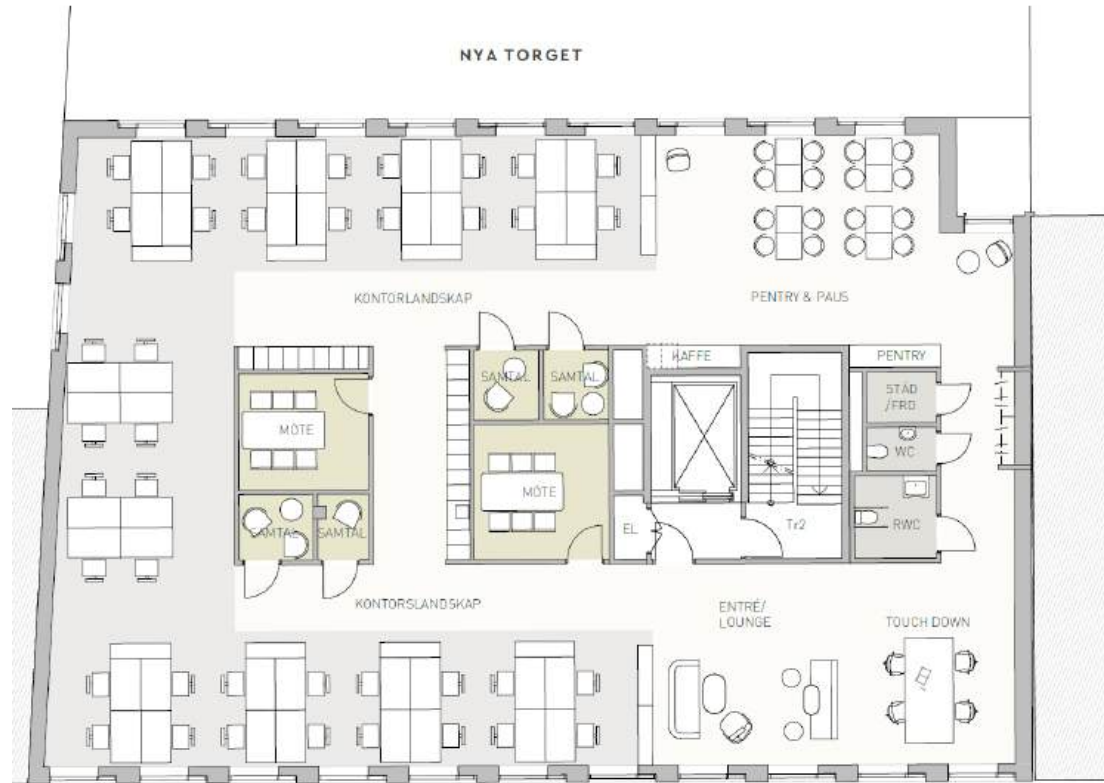 NYA TORGET
KONTORLANDSKAP
PENTRY & PAUS
SAMTAL
SAMTAL
KAFFE
PENTRY
STÄD
/FRD
MÖTE
WC
MÖTE
SAMTAL
SAMTAL
EL
Tr2
RWC
KONTORSLANDSKAP
ENTRÉ/
LOUNGE
TOUCH DOWN